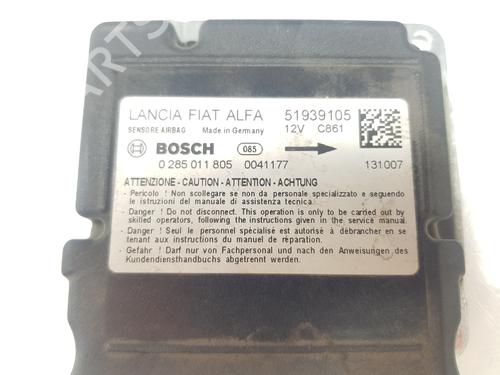 LANCIA FIAT ALFA 51939105
SENSORE AIRBAG Made in Germany 12V C861
BOSCH 085
0 285 011 805 0041177 131007
ATTENZIONE - CAUTION - ATTENTION - ACHTUNG
- Pericolo ! Non scollegare se non da personale specializzato e seguendo
le istruzioni del manuale di assistenza tecnica.
- Danger ! Do not disconnect. This operation is only to be carried out by
skilled operators, following the instructions given in the service manual.
- Danger ! Seul le personnel spécialisé est autorisé à débrancher en se
tenant aux instructions du manuel de réparation.
- Gefahr ! Darf nur von Fachpersonal und nach den Anweisungen des
Kundendiensthandbuchs abgetrennt werden.